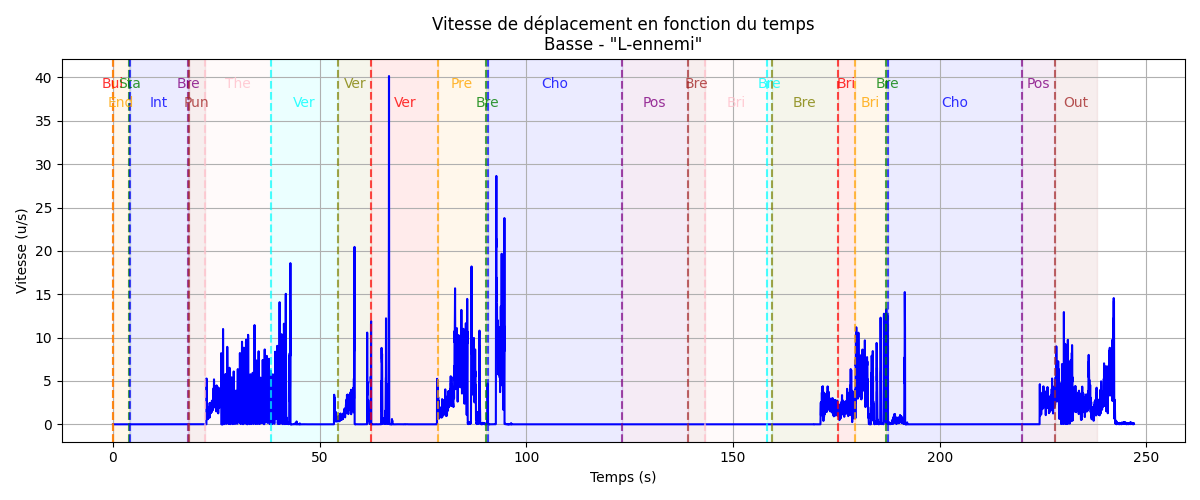 Vitesse de déplacement en fonction du temps
Basse - "L-ennemi"
Vitesse (u/s)
40
35
30
25
20
15
10
5
0
Bui Sta Bre The Ver Pre Cho Bre Bre Bri Bre Pos
End Int Pun Ver Ver Bre Pos Bri Bre Bri Cho Out
0 50 100 150 200 250
Temps (s)